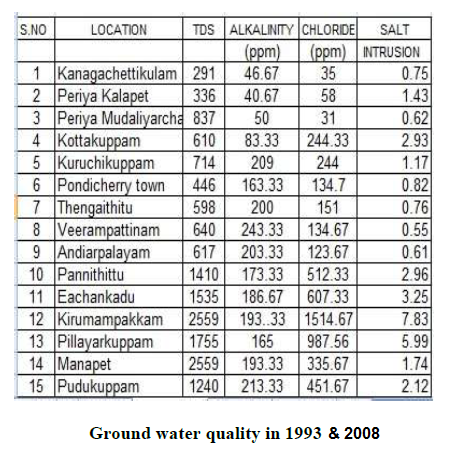 S.NO LOCATION TDS ALKALINITY CHLORIDE SALT
(ppm) (ppm) INTRUSION
1 Kanagachettikulam 291 46.67 35 0.75
2 Periya Kalapet 336 40.67 58 1.43
3 Periya Mudaliyarcha 837 50 31 0.62
4 Kottakuppam 610 83.33 244.33 2.93
5 Kuruchikuppam 714 209 244 1.17
6 Pondicherry town 446 163.33 134.7 0.82
7 Thengaithitu 598 200 151 0.76
8 Veerampattinam 640 243.33 134.67 0.55
9 Andiarpalayam 617 203.33 123.67 0.61
10 Pannithittu 1410 173.33 512.33 2.96
11 Eachankadu 1535 186.67 607.33 3.25
12 Kirumampakkam 2559 193..33 1514.67 7.83
13 Pillayarkuppam 1755 165 987.56 5.99
14 Manapet 2559 193.33 335.67 1.74
15 Pudukuppam 1240 213.33 451.67 2.12
Ground water quality in 1993 & 2008